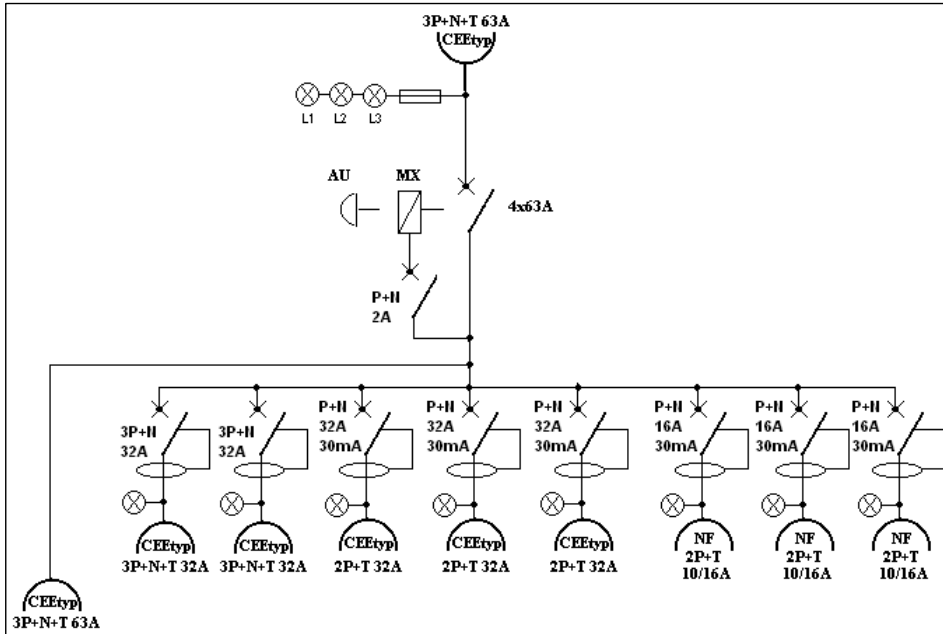 3P+N+T 63A
CEEtyp
L1 L2 L3
AU MX
4x63A
P+N
2A
3P+N
32A
3P+N
32A
P+N
32A
30mA
P+N
32A
30mA
P+N
32A
30mA
P+N
16A
30mA
P+N
16A
30mA
P+N
16A
30mA
CEEtyp
3P+N+T 32A
CEEtyp
3P+N+T 32A
CEEtyp
2P+T 32A
CEEtyp
2P+T 32A
CEEtyp
2P+T 32A
NF
2P+T
10/16A
NF
2P+T
10/16A
NF
2P+T
10/16A
CEEtyp
3P+N+T 63A